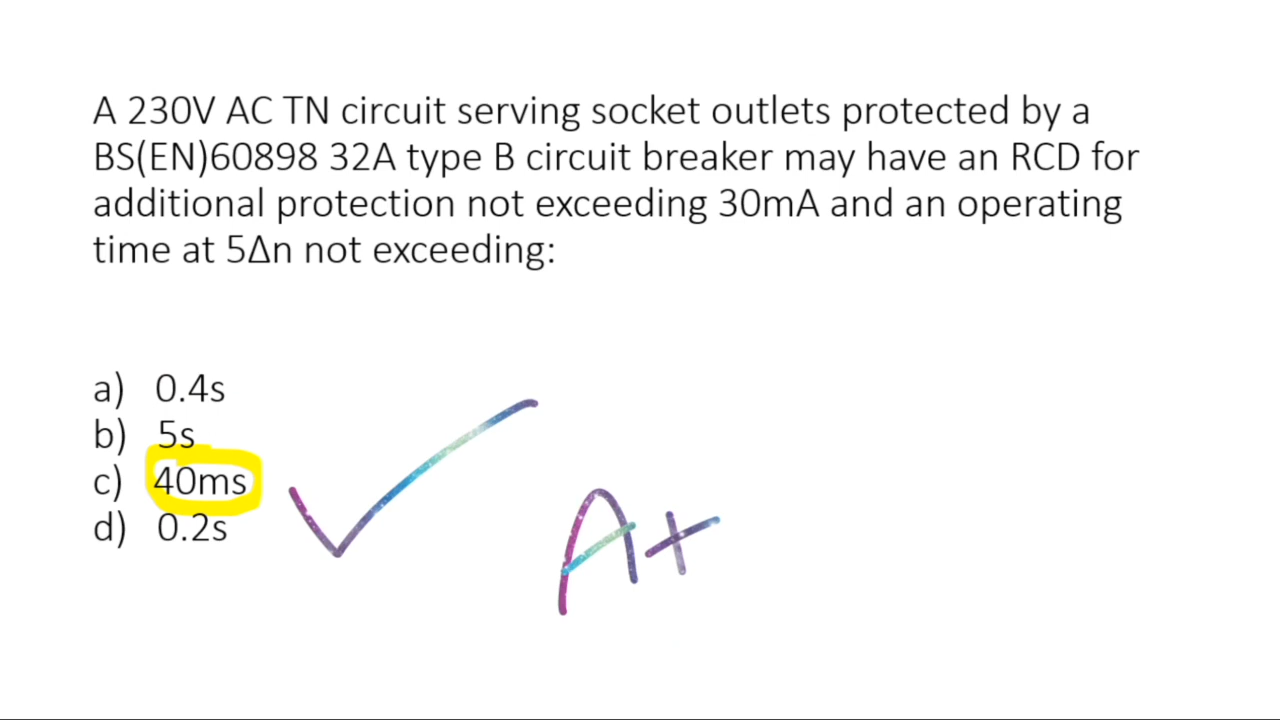 A 230V AC TN circuit serving socket outlets protected by a
BS(EN)60898 32A type B circuit breaker may have an RCD for
additional protection not exceeding 30mA and an operating
time at 5Δn not exceeding:
a) 0.4s
b) 5s
c) 40ms
d) 0.2s
A+